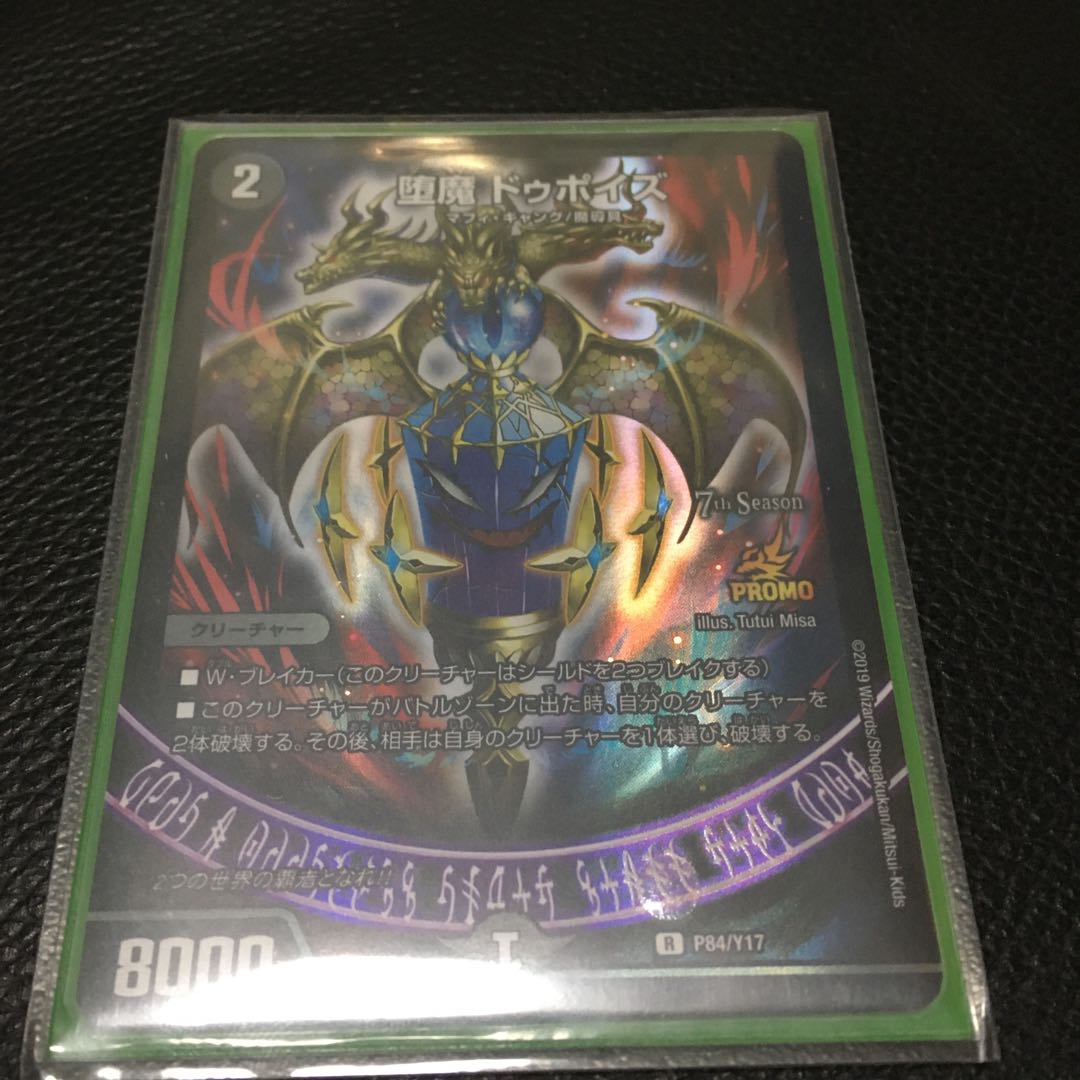 2
堕魔 ドゥポイズ
マフィ・ギャング/魔導具
7th Season
PROMO
illus. Tutui Misa
クリーチャー
■ W・ブレイカー(このクリーチャーはシールドを2つブレイクする)
■ このクリーチャーがバトルゾーンに出た時、自分のクリーチャーを
2体破壊する。その後、相手は自身のクリーチャーを1体選び、破壊する。
©2019 Wizards/Shogakukan/Mitsui-Kids
2つの世界の覇者となれ!!
8000
R P84/Y17